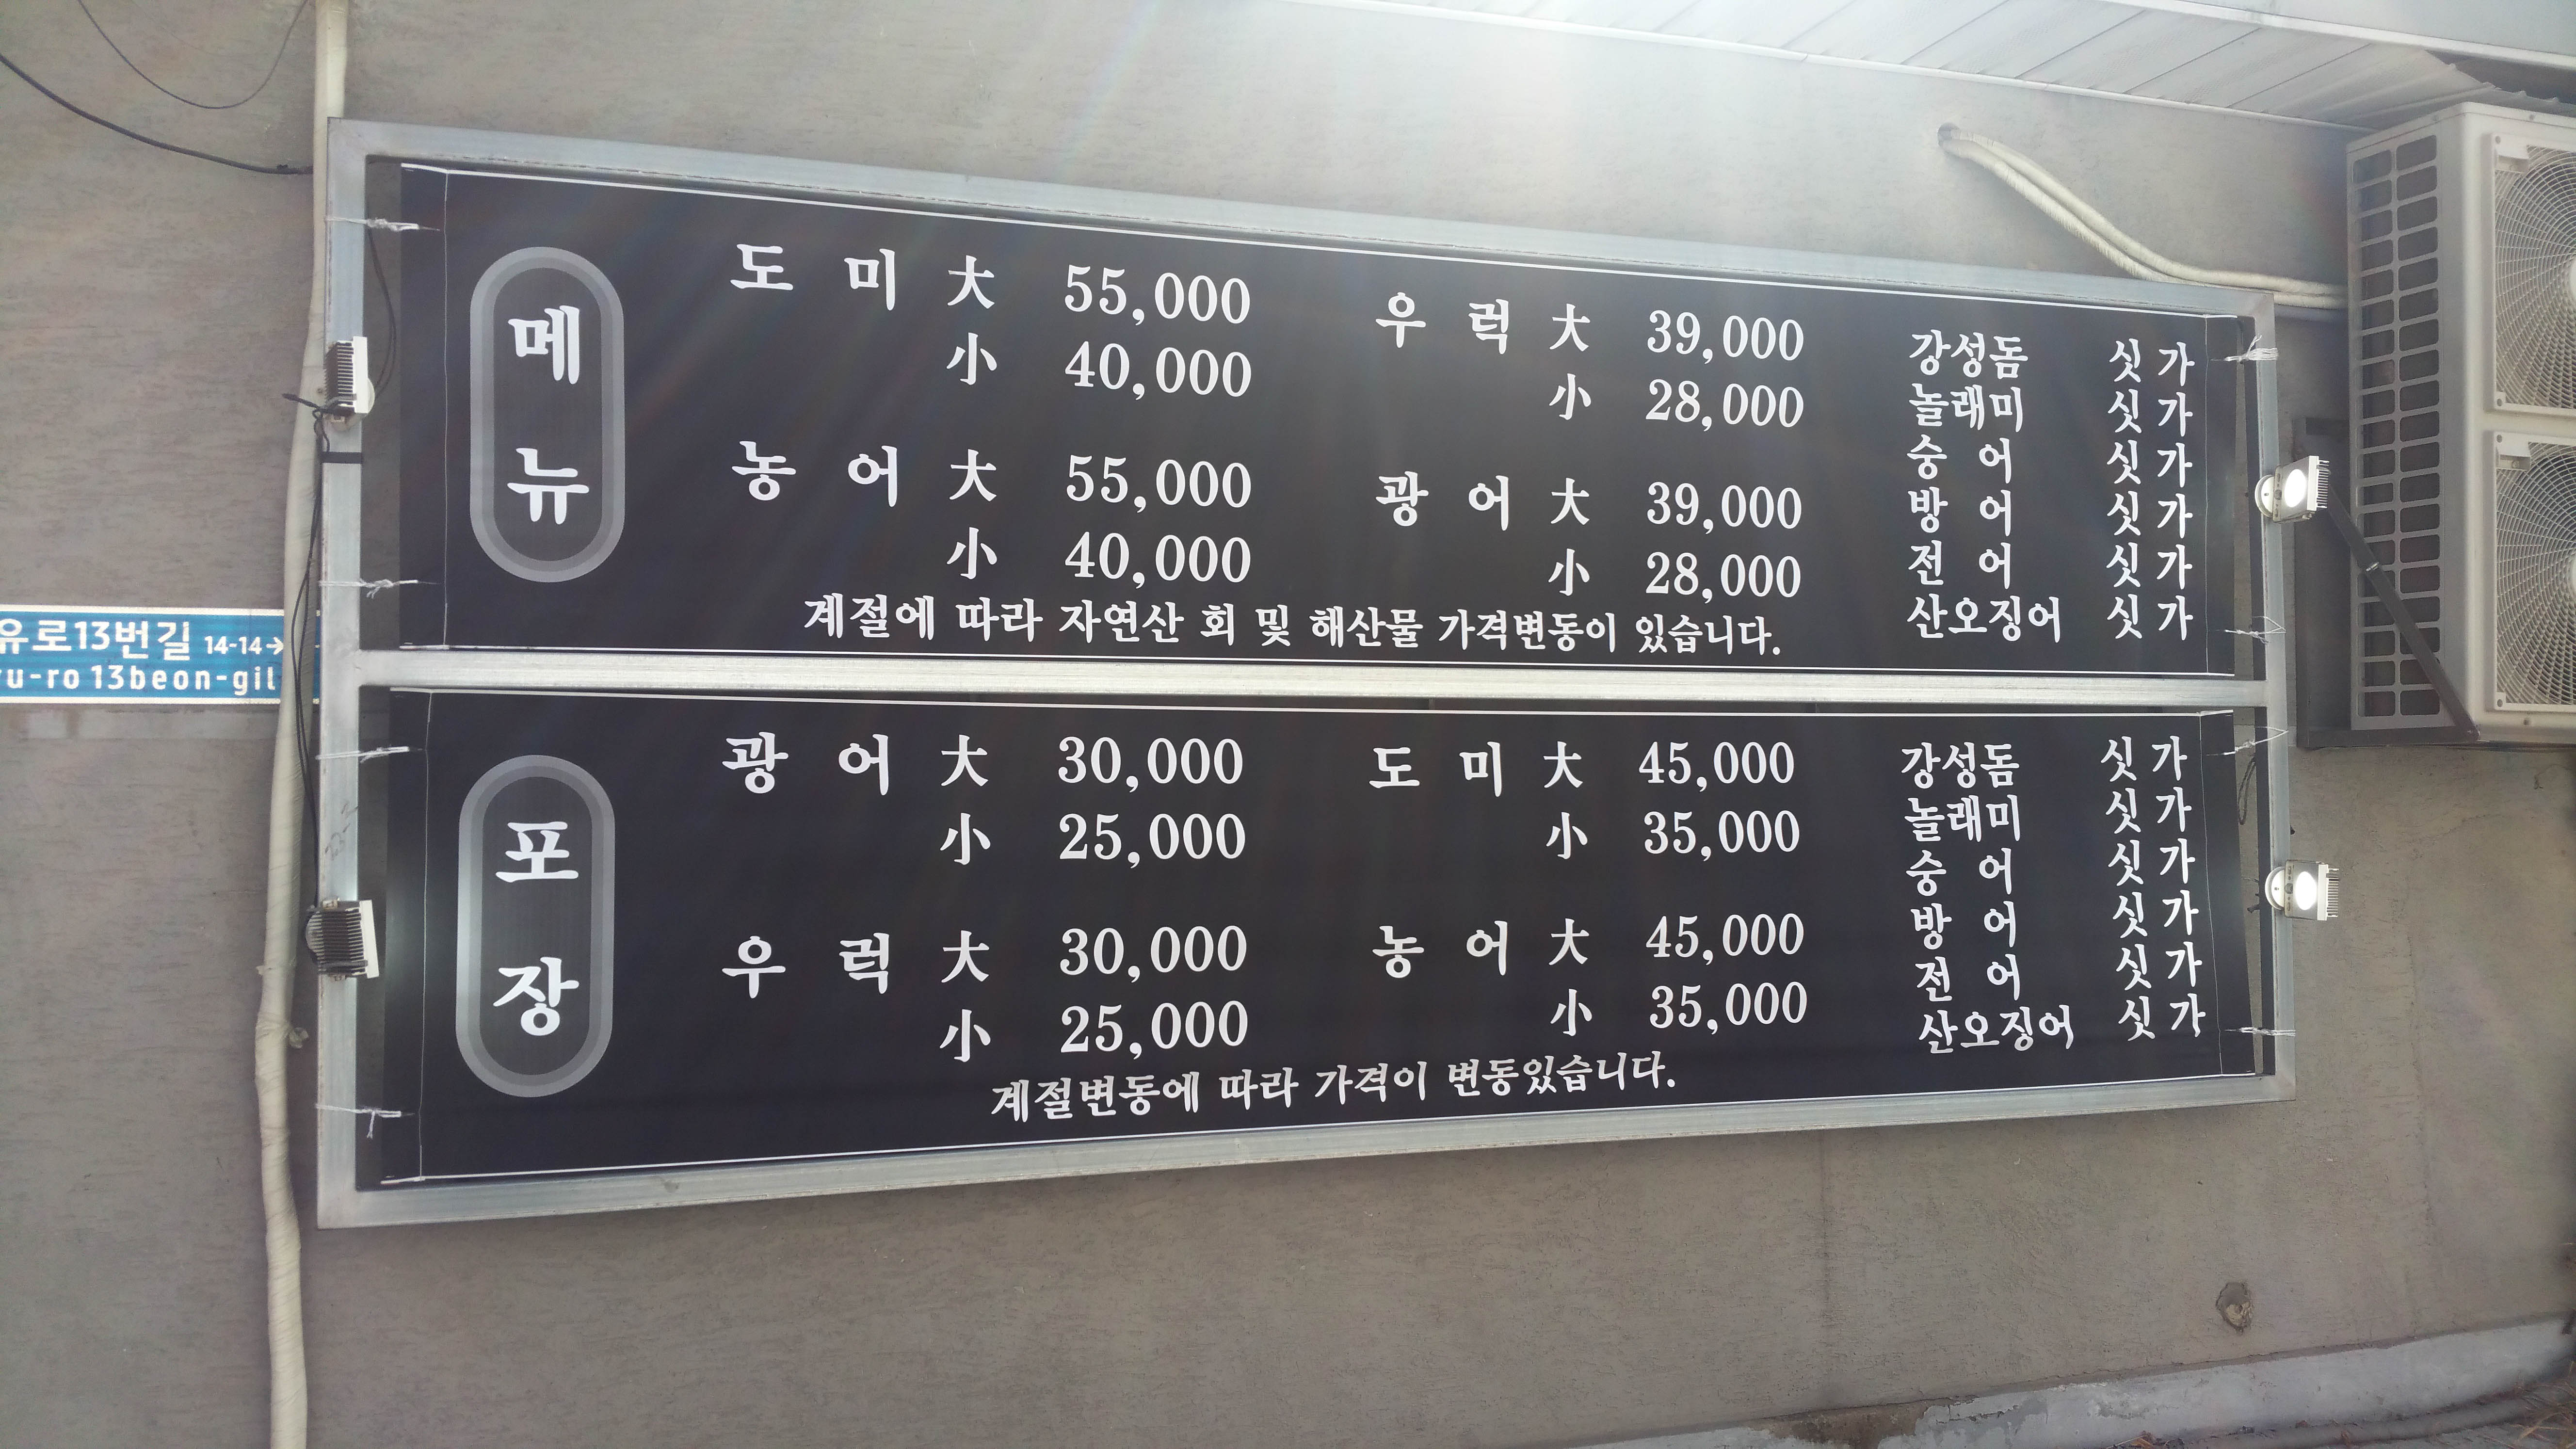 메뉴
도 미 大 55,000
小 40,000
농 어 大 55,000
小 40,000
우 럭 大 39,000
小 28,000
광 어 大 39,000
小 28,000
강성돔 싯 가
놀래미 싯 가
숭 어 싯 가
방 어 싯 가
전 어 싯 가
산오징어 싯 가
계절에 따라 자연산 회 및 해산물 가격변동이 있습니다.
포장
광 어 大 30,000
小 25,000
우 럭 大 30,000
小 25,000
도 미 大 45,000
小 35,000
농 어 大 45,000
小 35,000
강성돔 싯 가
놀래미 싯 가
숭 어 싯 가
방 어 싯 가
전 어 싯 가
산오징어 싯 가
계절변동에 따라 가격이 변동있습니다.
유로13번길 14-14→
u-ro 13beon-gil